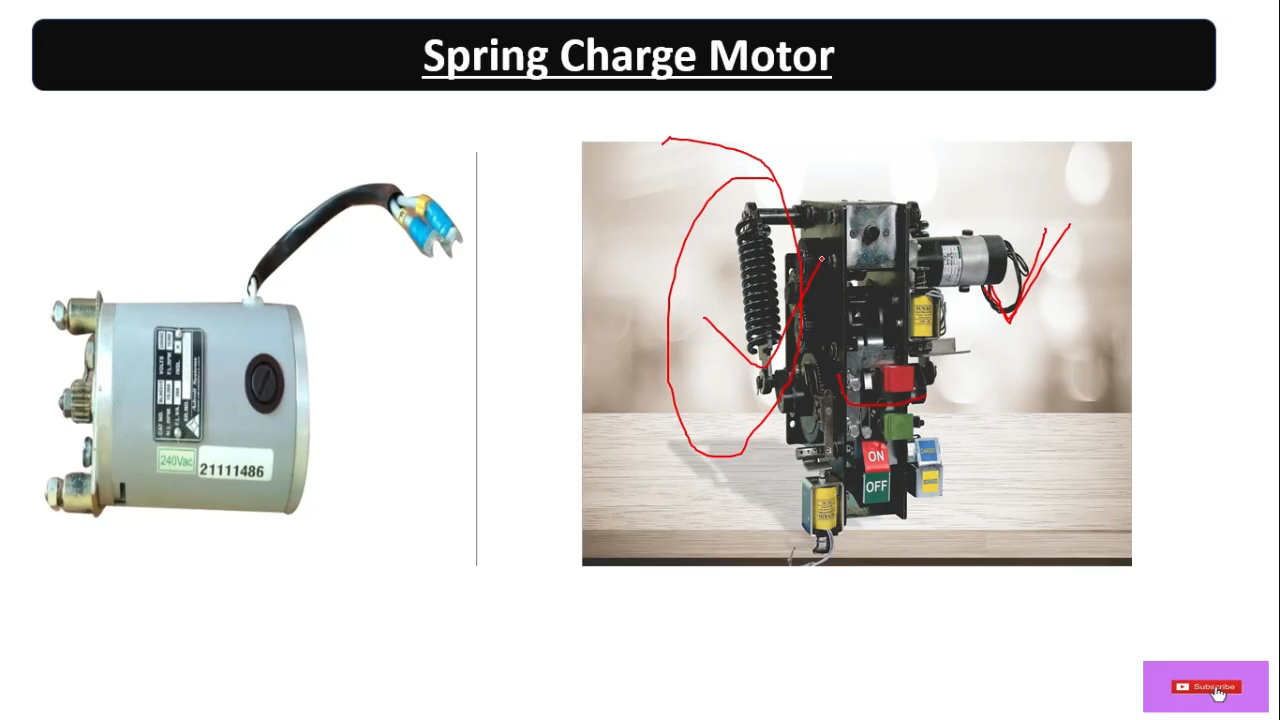 Spring Charge Motor
240Vac
21111486
ON
OFF
Subscribe